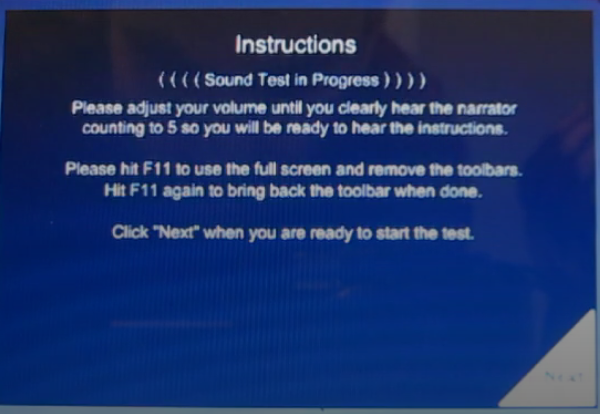 Instructions
( ( ( ( Sound Test in Progress ) ) ) )
Please adjust your volume until you clearly hear the narrator
counting to 5 so you will be ready to hear the instructions.
Please hit F11 to use the full screen and remove the toolbars.
Hit F11 again to bring back the toolbar when done.
Click "Next" when you are ready to start the test.
Next